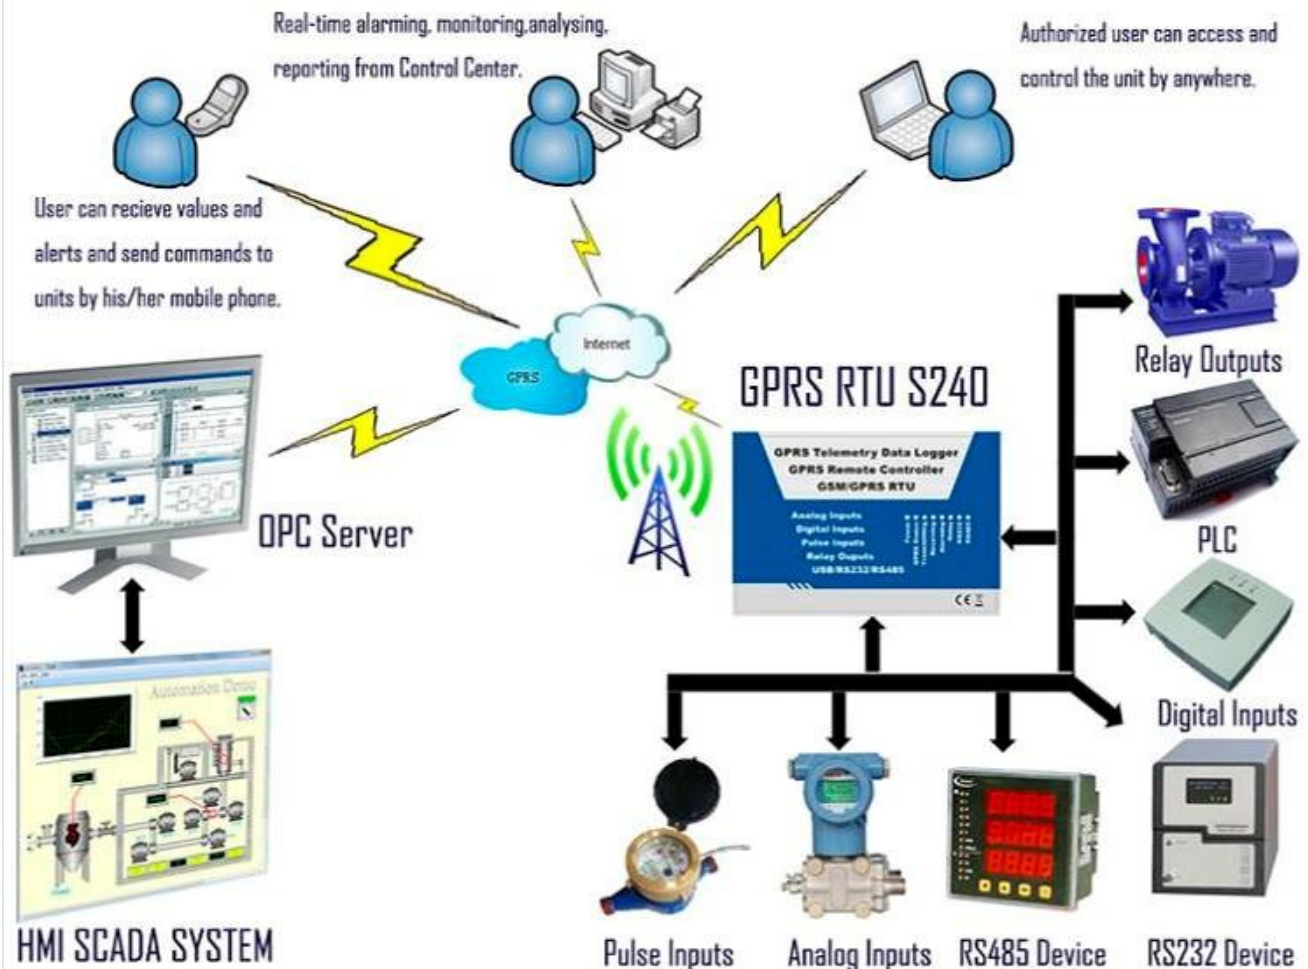 Real-time alarming, monitoring,analysing,
reporting from Control Center.
Authorized user can access and
control the unit by anywhere.
User can recieve values and
alerts and send commands to
units by his/her mobile phone.
Internet
GPRS
GPRS RTU S240
GPRS Telemetry Data Logger
GPRS Remote Controller
GSM/GPRS RTU
Analog Inputs
Digital Inputs
Pulse Inputs
Relay Ouputs
USB/RS232/RS485
CE
OPC Server
Relay Outputs
PLC
Digital Inputs
Automation Demo
HMI SCADA SYSTEM
Pulse Inputs
Analog Inputs
RS485 Device
RS232 Device